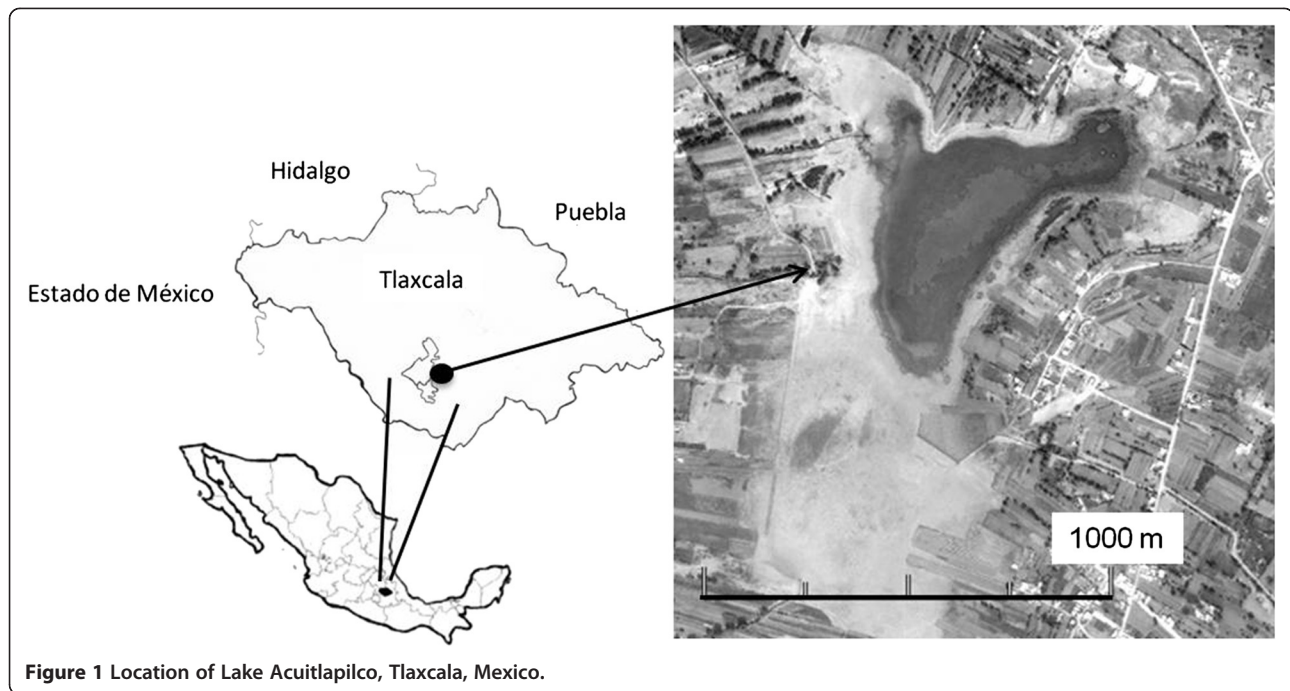 Hidalgo
Puebla
Tlaxcala
Estado de México
1000 m
Figure 1 Location of Lake Acuitlapilco, Tlaxcala, Mexico.